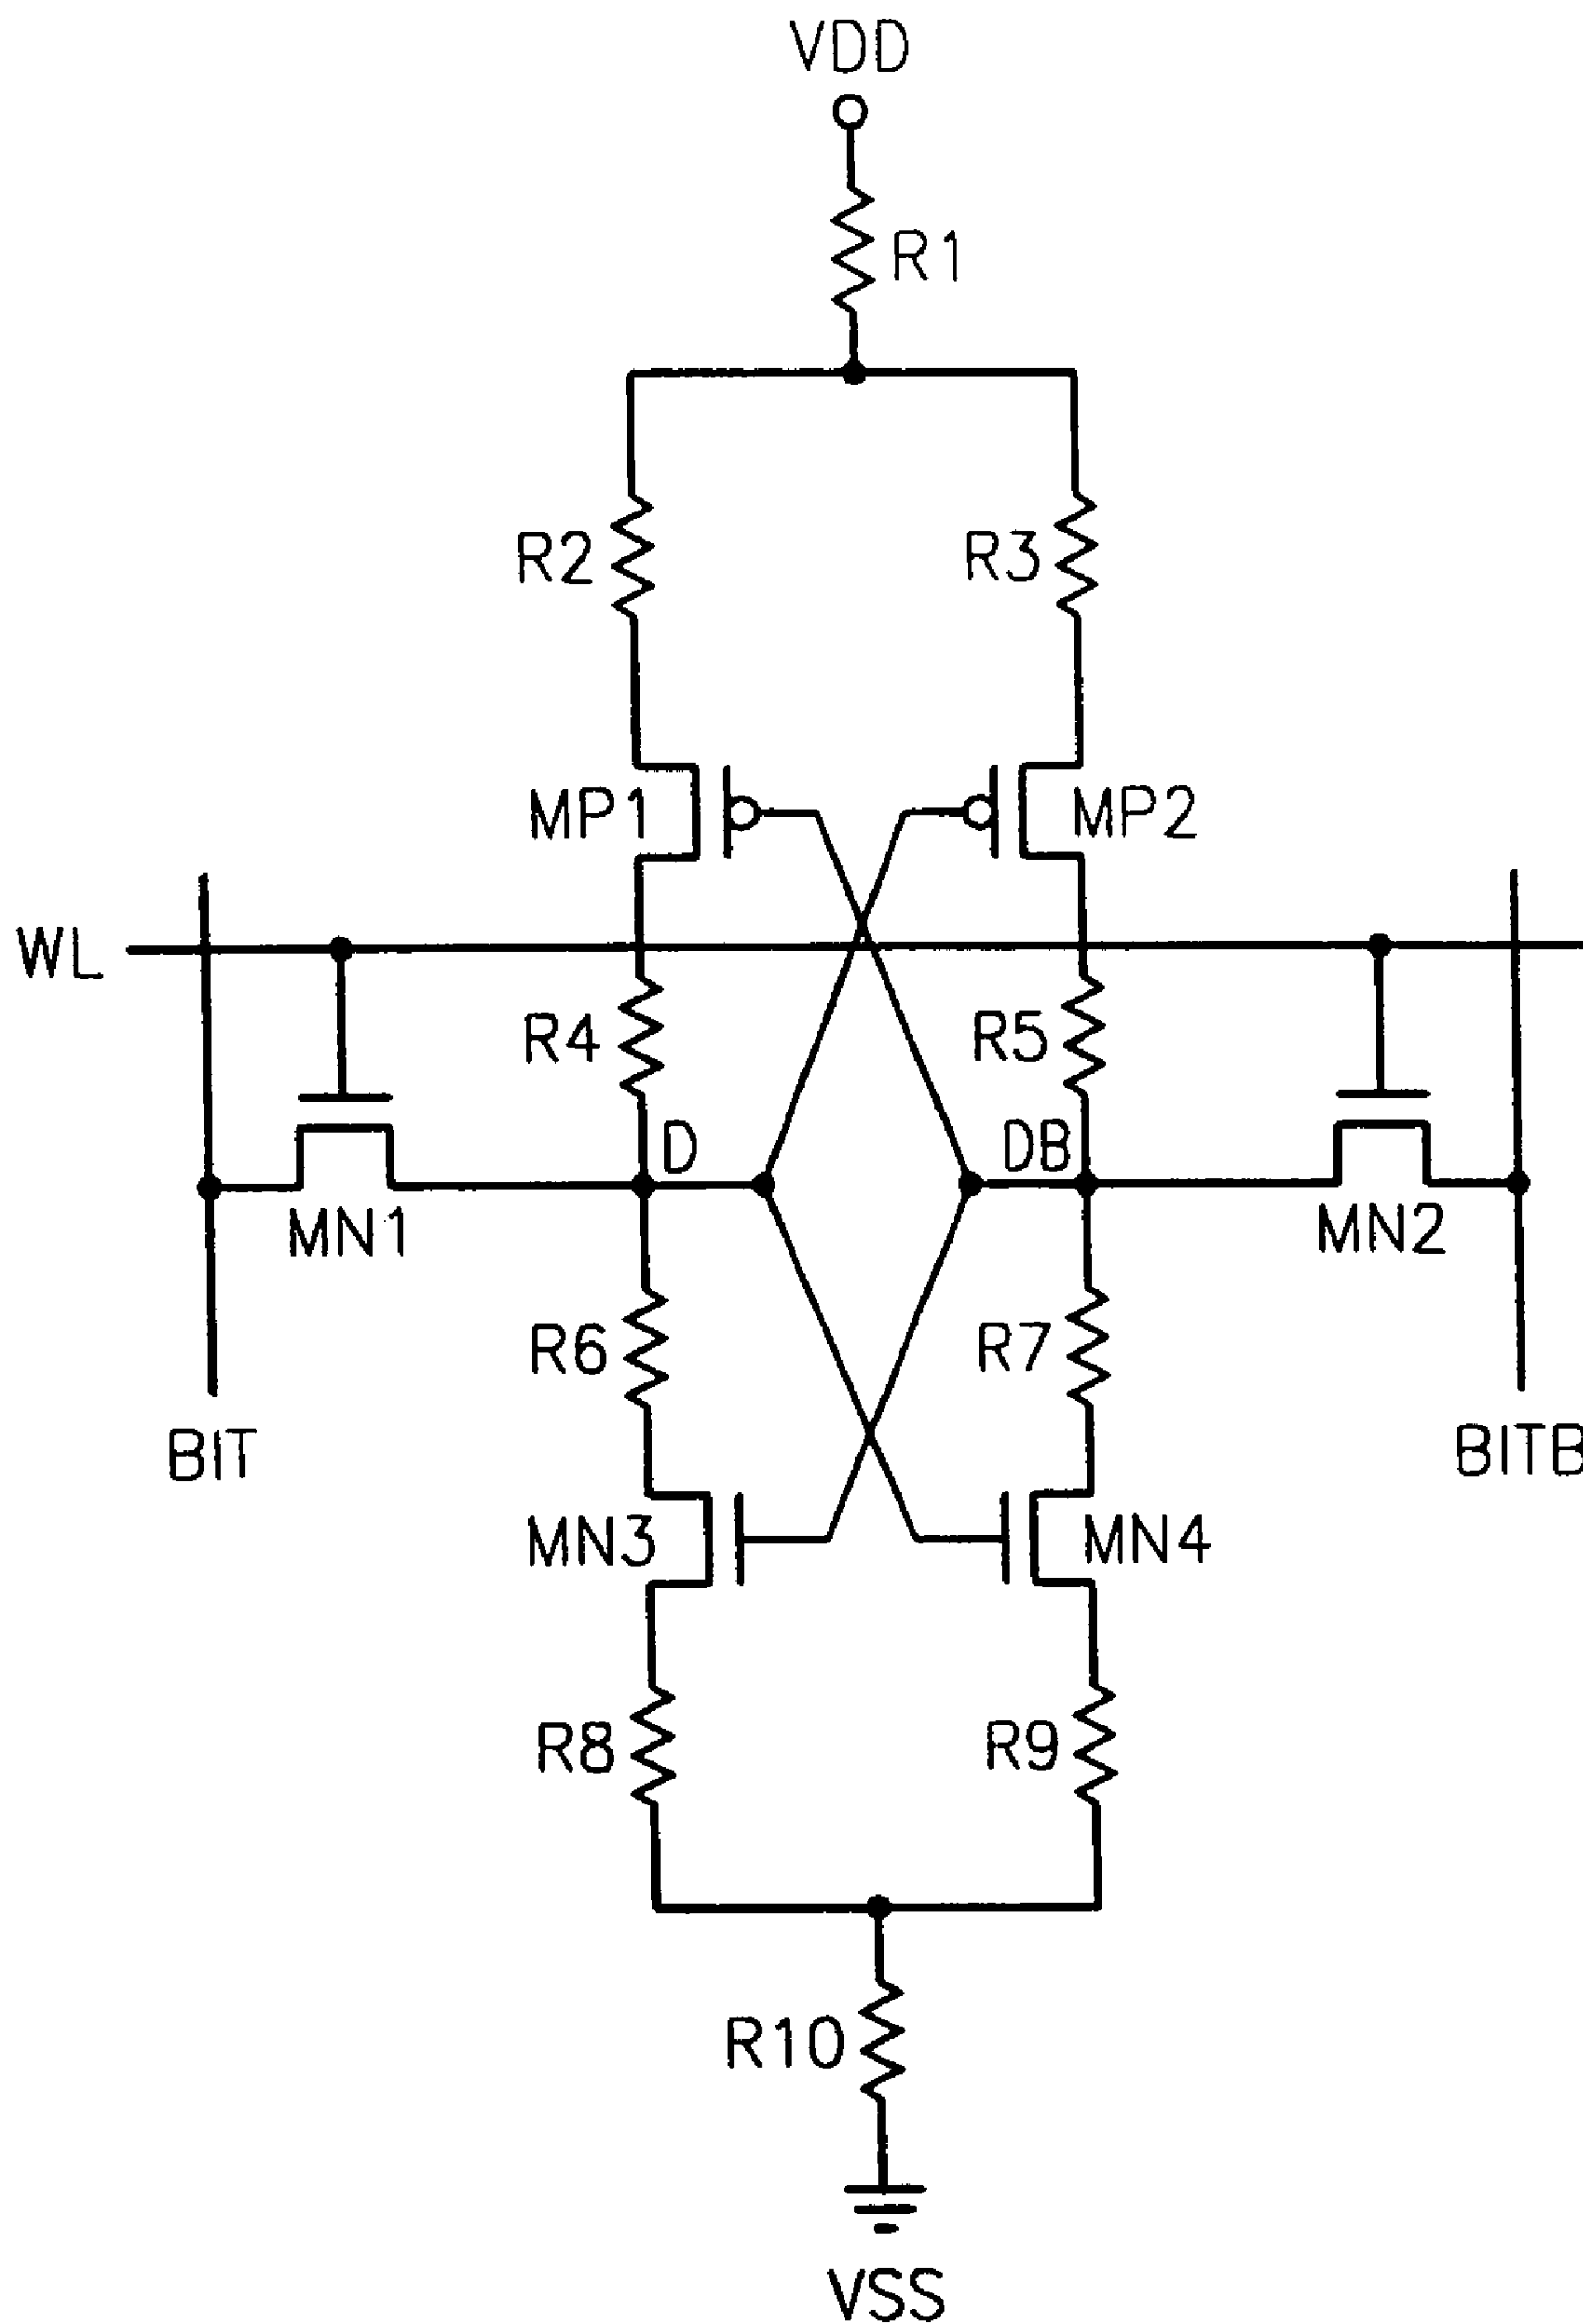 VDD
R1
R2
R3
MP1
MP2
WL
R4
R5
D
DB
MN1
MN2
R6
R7
BIT
BITB
MN3
MN4
R8
R9
R10
VSS